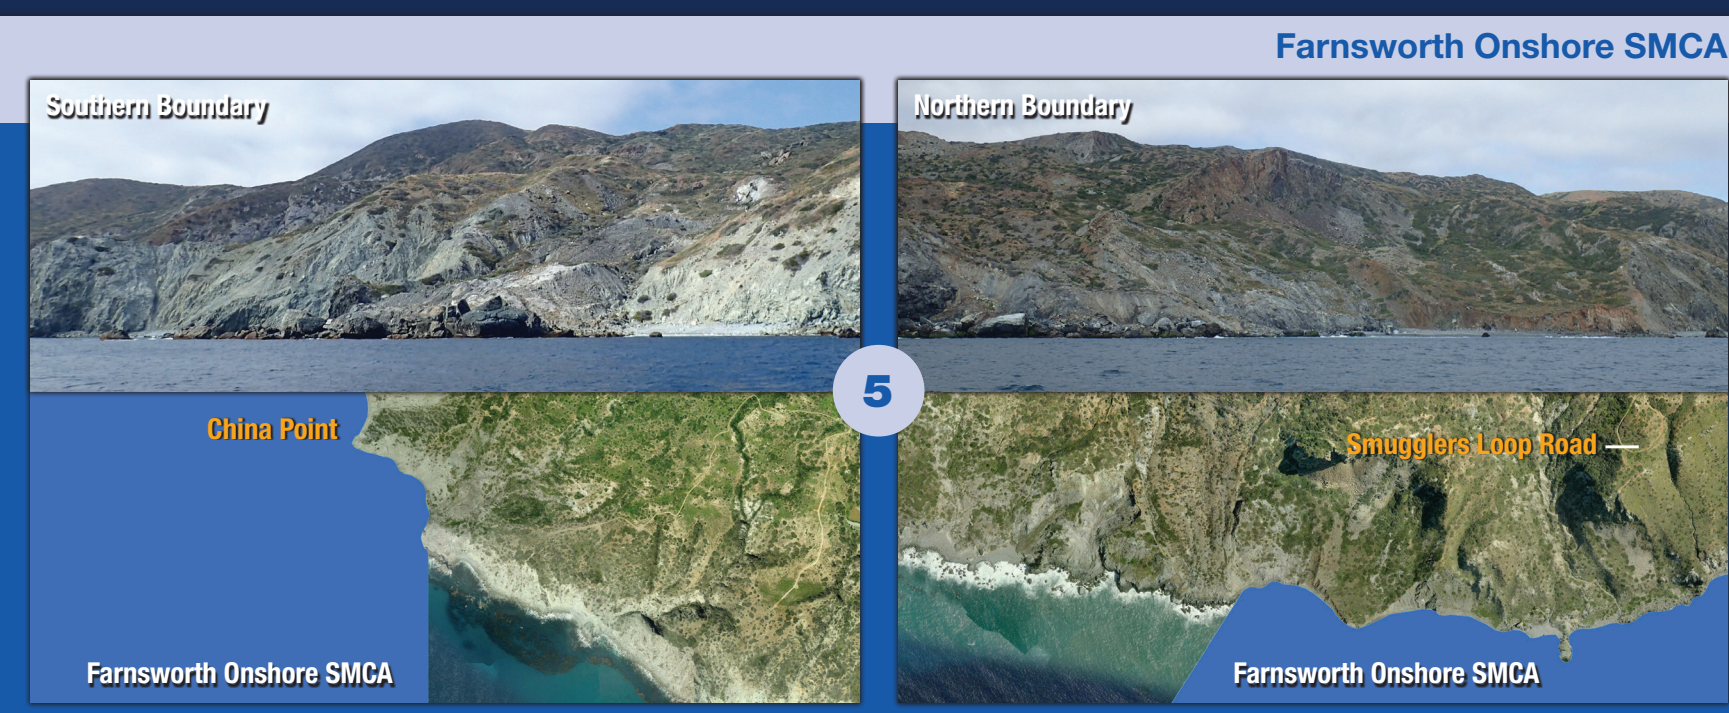 Farnsworth Onshore SMCA
Southern Boundary
Northern Boundary
5
China Point
Smugglers Loop Road
Farnsworth Onshore SMCA
Farnsworth Onshore SMCA